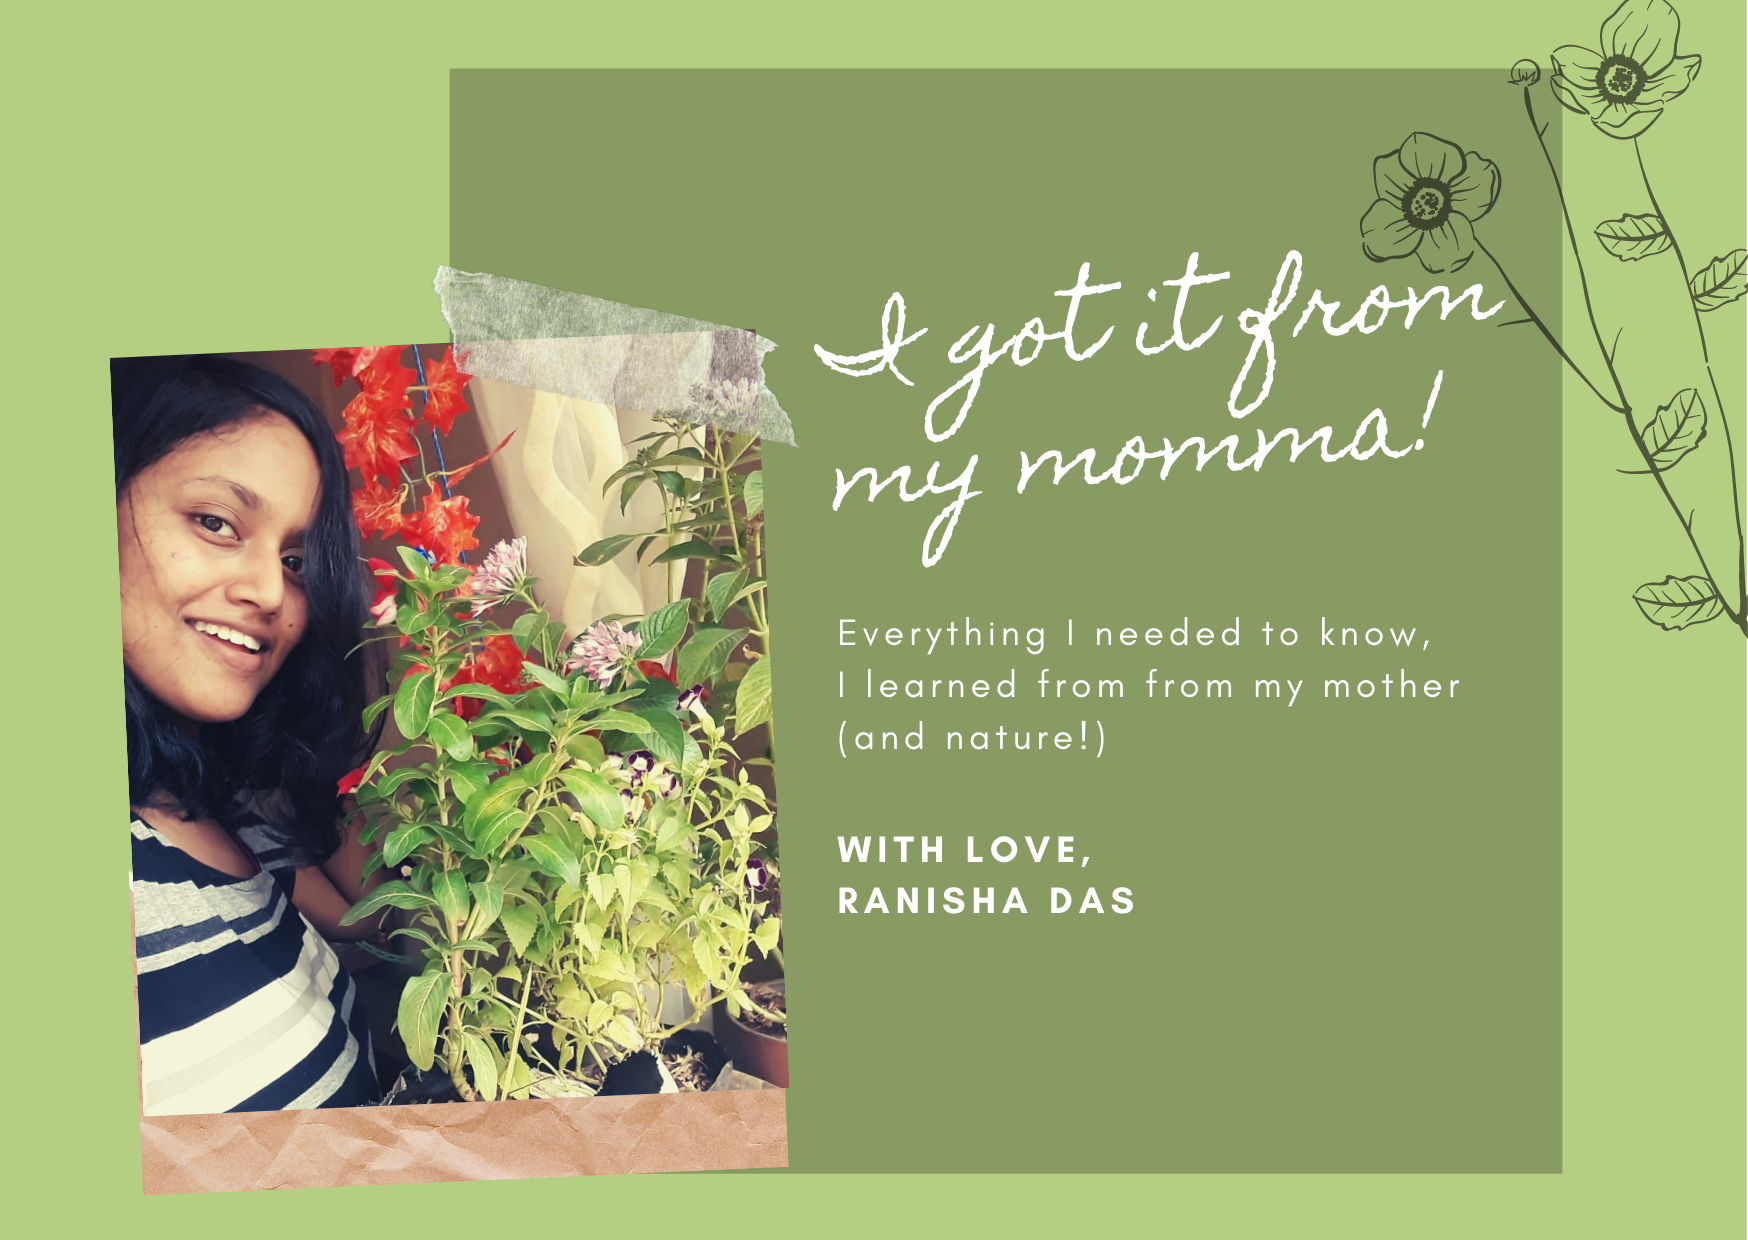 I got it from
my momma!
Everything I needed to know,
I learned from from my mother
(and nature!)
WITH LOVE,
RANISHA DAS